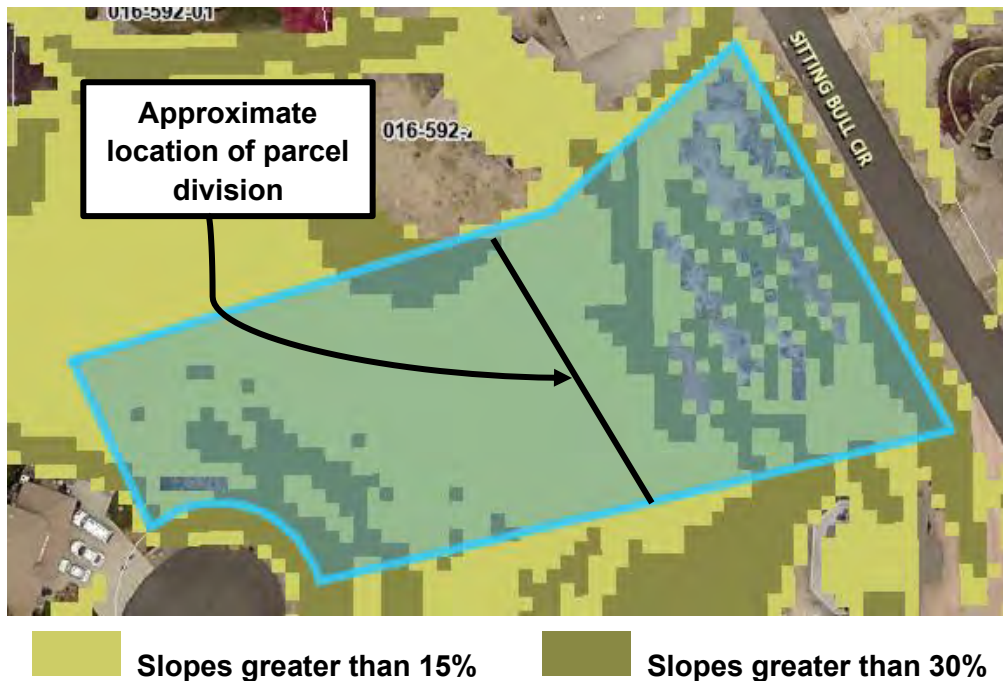 016-592-01
SITTING BULL CIR
Approximate
location of parcel
division
016-592-
Slopes greater than 15%
Slopes greater than 30%